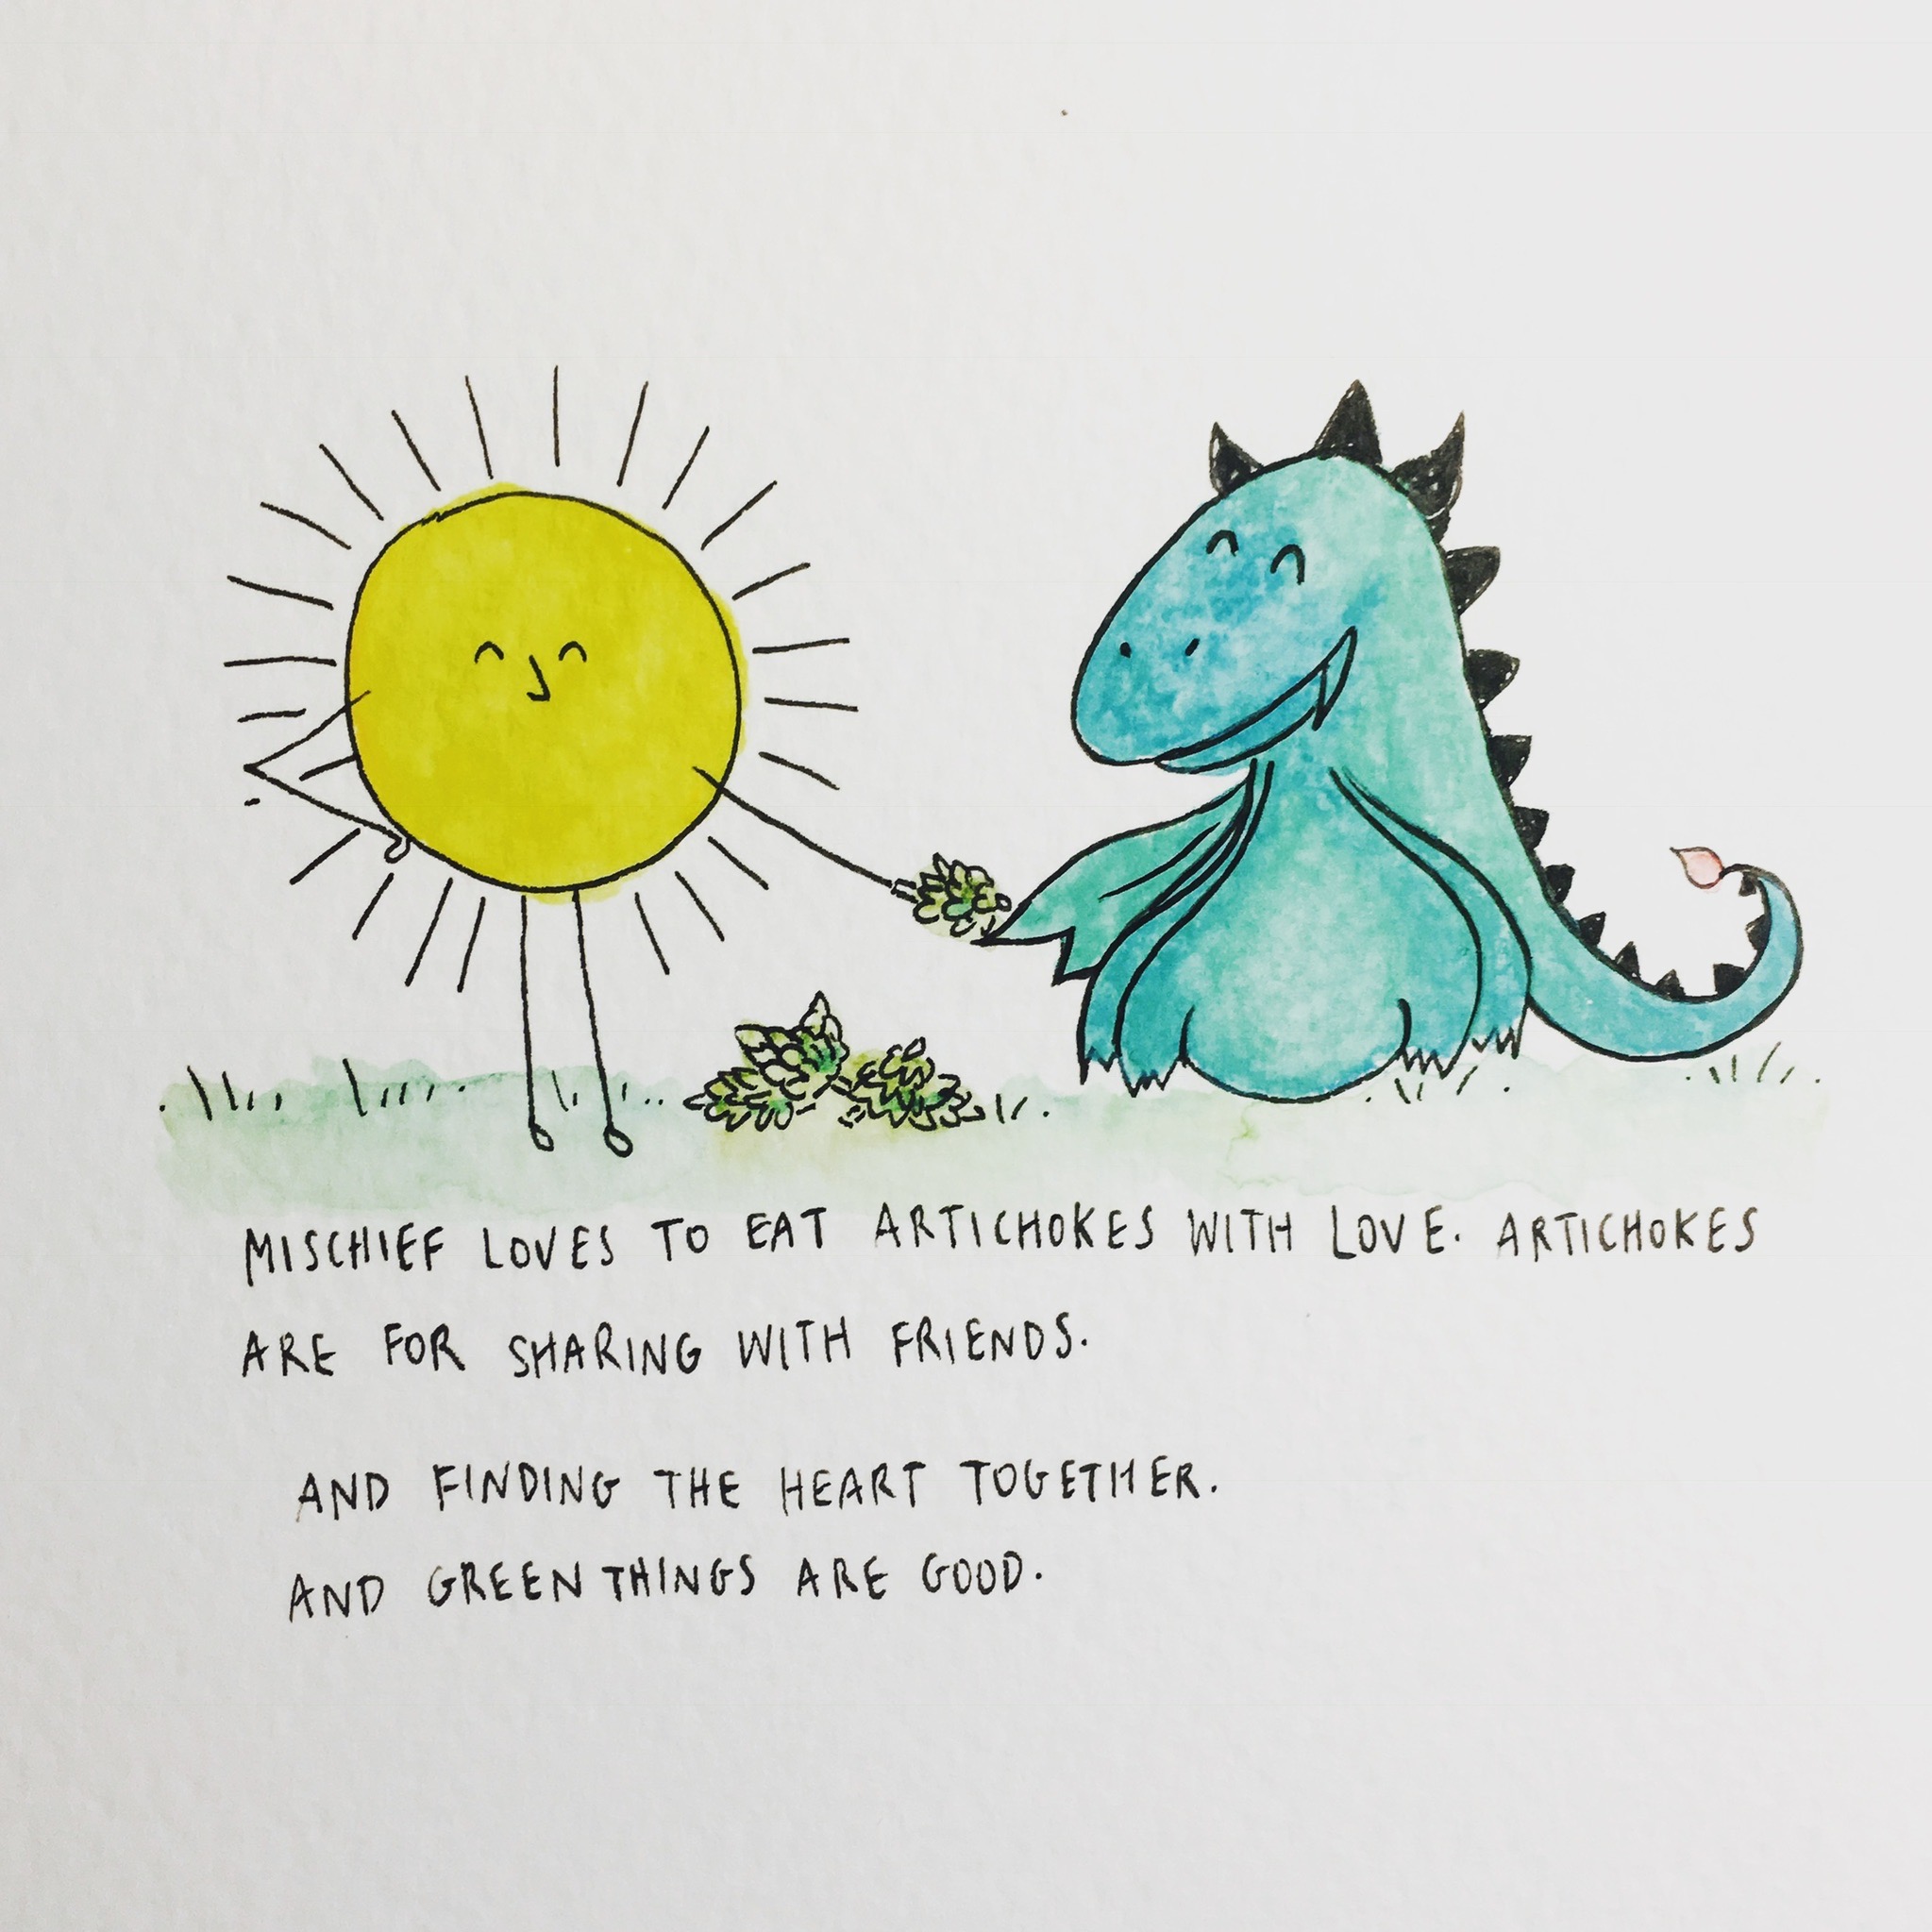 MISCHIEF LOVES TO EAT ARTICHOKES WITH LOVE. ARTICHOKES
ARE FOR SHARING WITH FRIENDS.
AND FINDING THE HEART TOGETHER.
AND GREEN THINGS ARE GOOD.